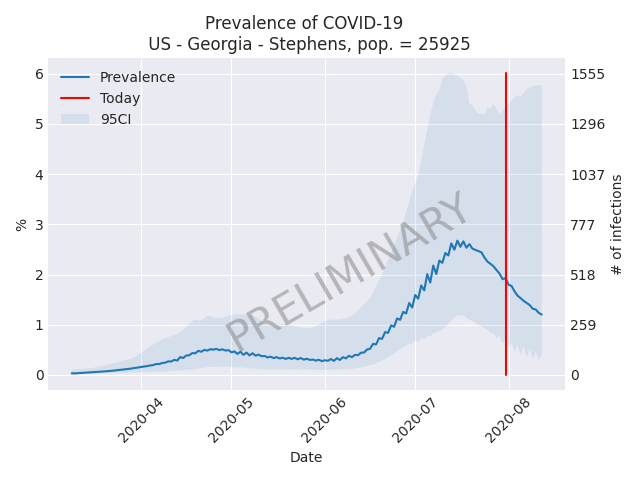 Prevalence of COVID-19
US - Georgia - Stephens, pop. = 25925
Prevalence
Today
95CI
PRELIMINARY
6
5
4
3
2
1
0
%
1555
1296
1037
777
518
259
0
# of infections
2020-04
2020-05
2020-06
2020-07
2020-08
Date